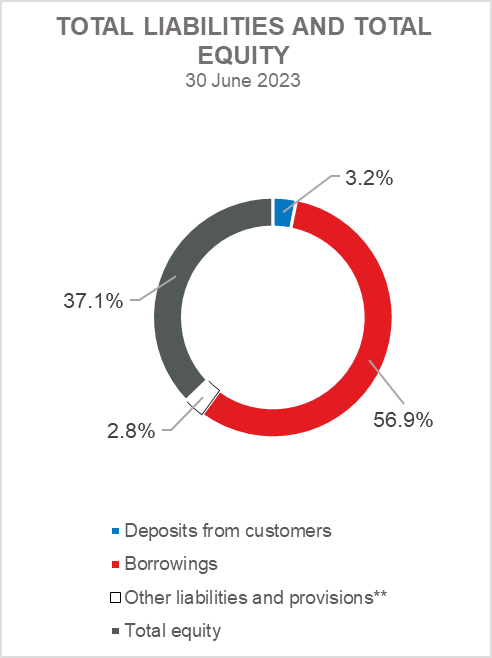 TOTAL LIABILITIES AND TOTAL
EQUITY
30 June 2023
3.2%
37.1%
56.9%
2.8%
Deposits from customers
Borrowings
Other liabilities and provisions**
Total equity